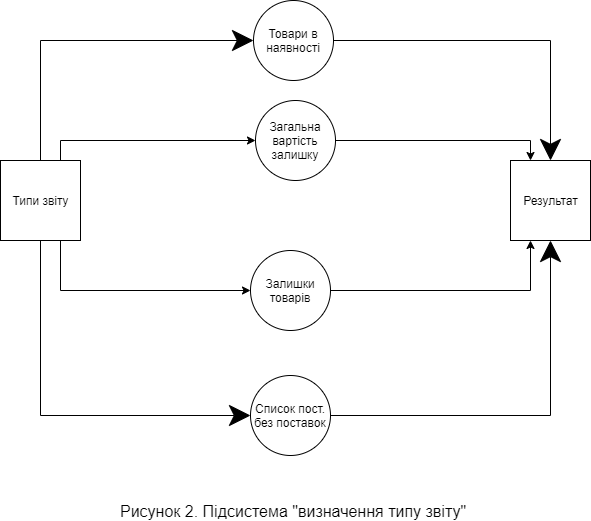 Товари в
наявності
Загальна
вартість
залишку
Типи звіту
Результат
Залишки
товарів
Список пост.
без поставок
Рисунок 2. Підсистема "визначення типу звіту"